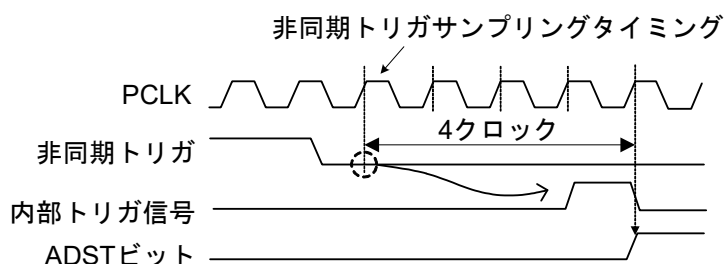 非同期トリガサンプリングタイミング
PCLK
4クロック
非同期トリガ
内部トリガ信号
ADSTビット